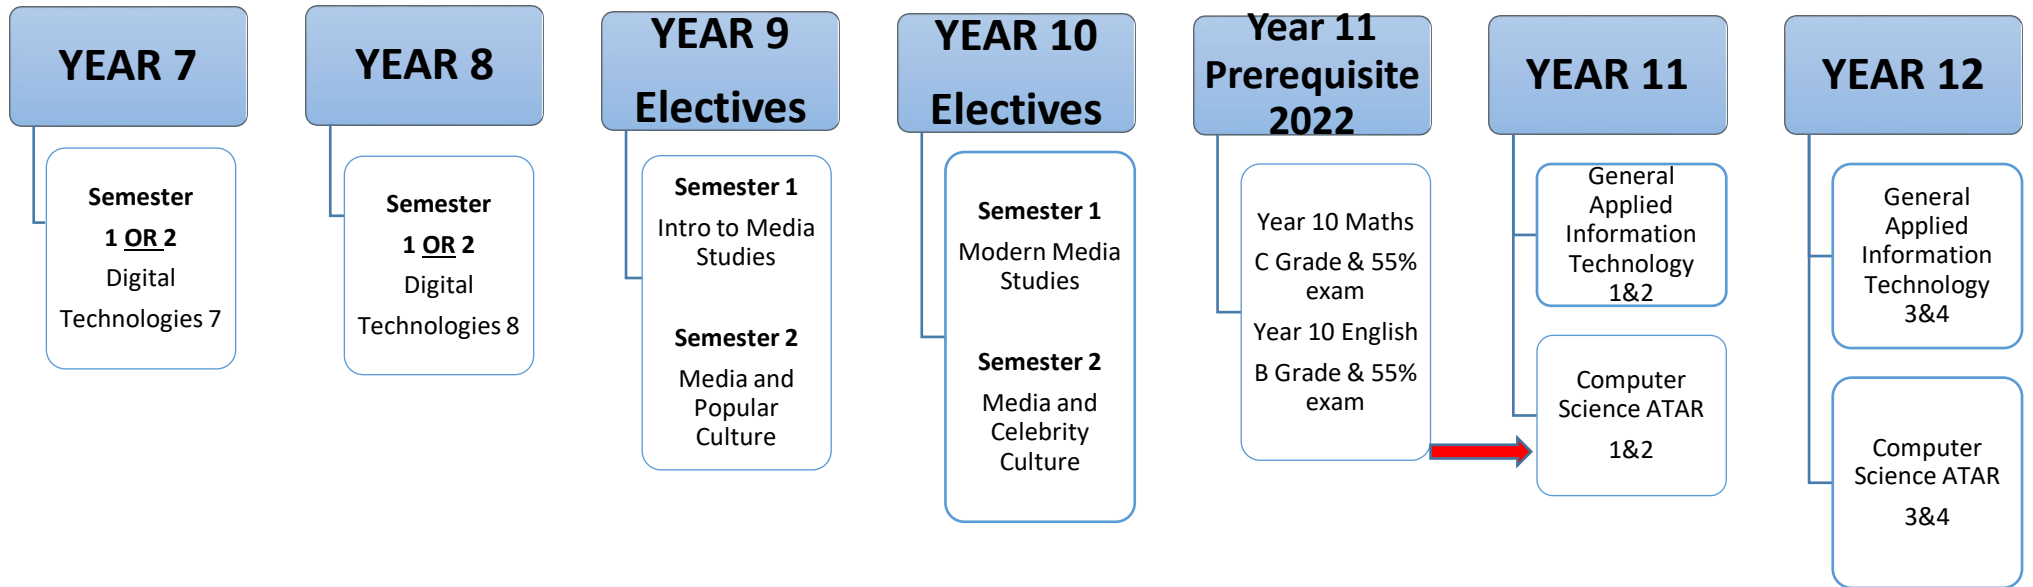 YEAR 7
Semester
1 OR 2
Digital
Technologies 7
YEAR 8
Semester
1 OR 2
Digital
Technologies 8
YEAR 9
Electives
Semester 1
Intro to Media
Studies
Semester 2
Media and
Popular
Culture
YEAR 10
Electives
Semester 1
Modern Media
Studies
Semester 2
Media and
Celebrity
Culture
Year 11
Prerequisite
2022
Year 10 Maths
C Grade & 55%
exam
Year 10 English
B Grade & 55%
exam
YEAR 11
General
Applied
Information
Technology
1&2
Computer
Science ATAR
1&2
YEAR 12
General
Applied
Information
Technology
3&4
Computer
Science ATAR
3&4